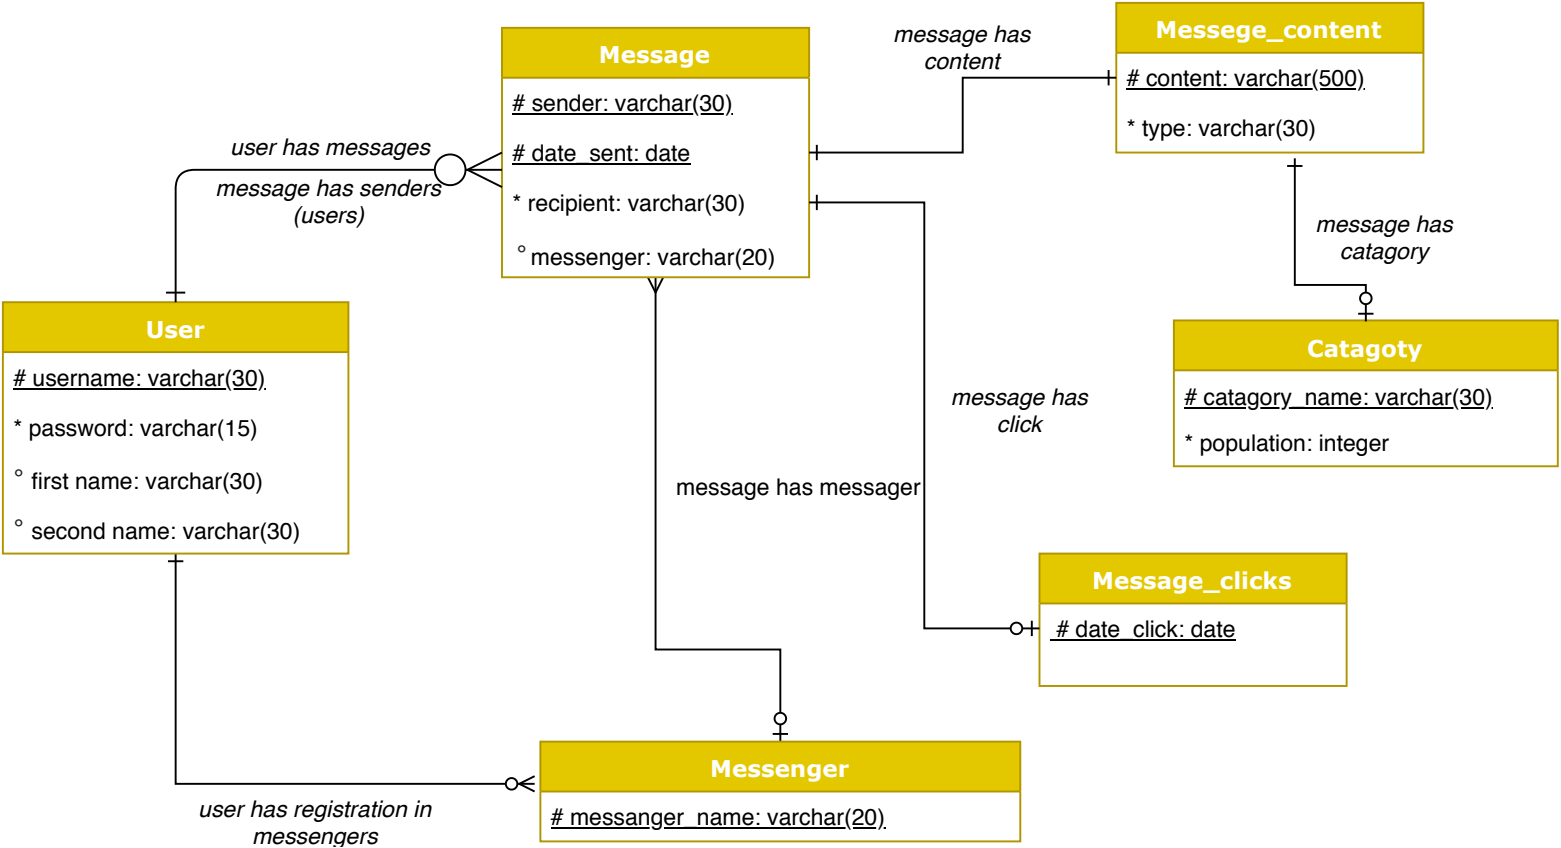 Message
# sender: varchar(30)
# date_sent: date
* recipient: varchar(30)
° messenger: varchar(20)
message has
content
Messege_content
# content: varchar(500)
* type: varchar(30)
user has messages
message has senders
(users)
message has
catagory
User
# username: varchar(30)
* password: varchar(15)
° first name: varchar(30)
° second name: varchar(30)
Catagoty
# catagory_name: varchar(30)
* population: integer
message has
click
message has messager
Message_clicks
# date_click: date
Messenger
# messanger_name: varchar(20)
user has registration in
messengers